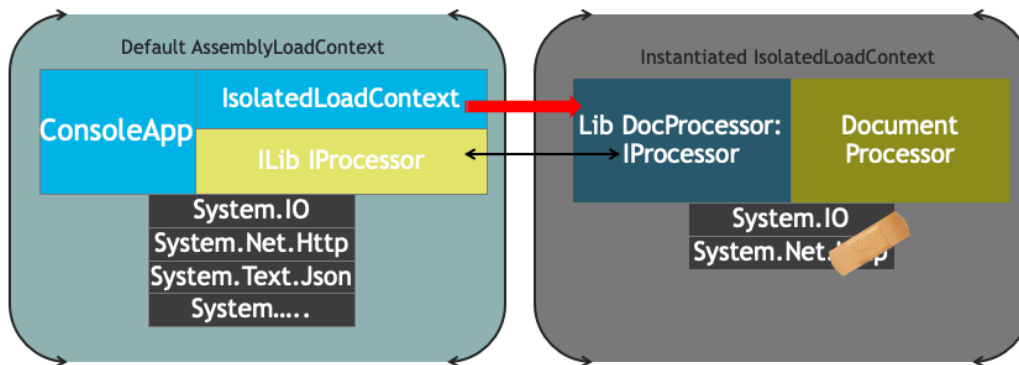 Default AssemblyLoadContext
ConsoleApp
IsolatedLoadContext
ILib IProcessor
System.IO
System.Net.Http
System.Text.Json
System…..
Instantiated IsolatedLoadContext
Lib DocProcessor:
IProcessor
Document
Processor
System.IO
System.Net.